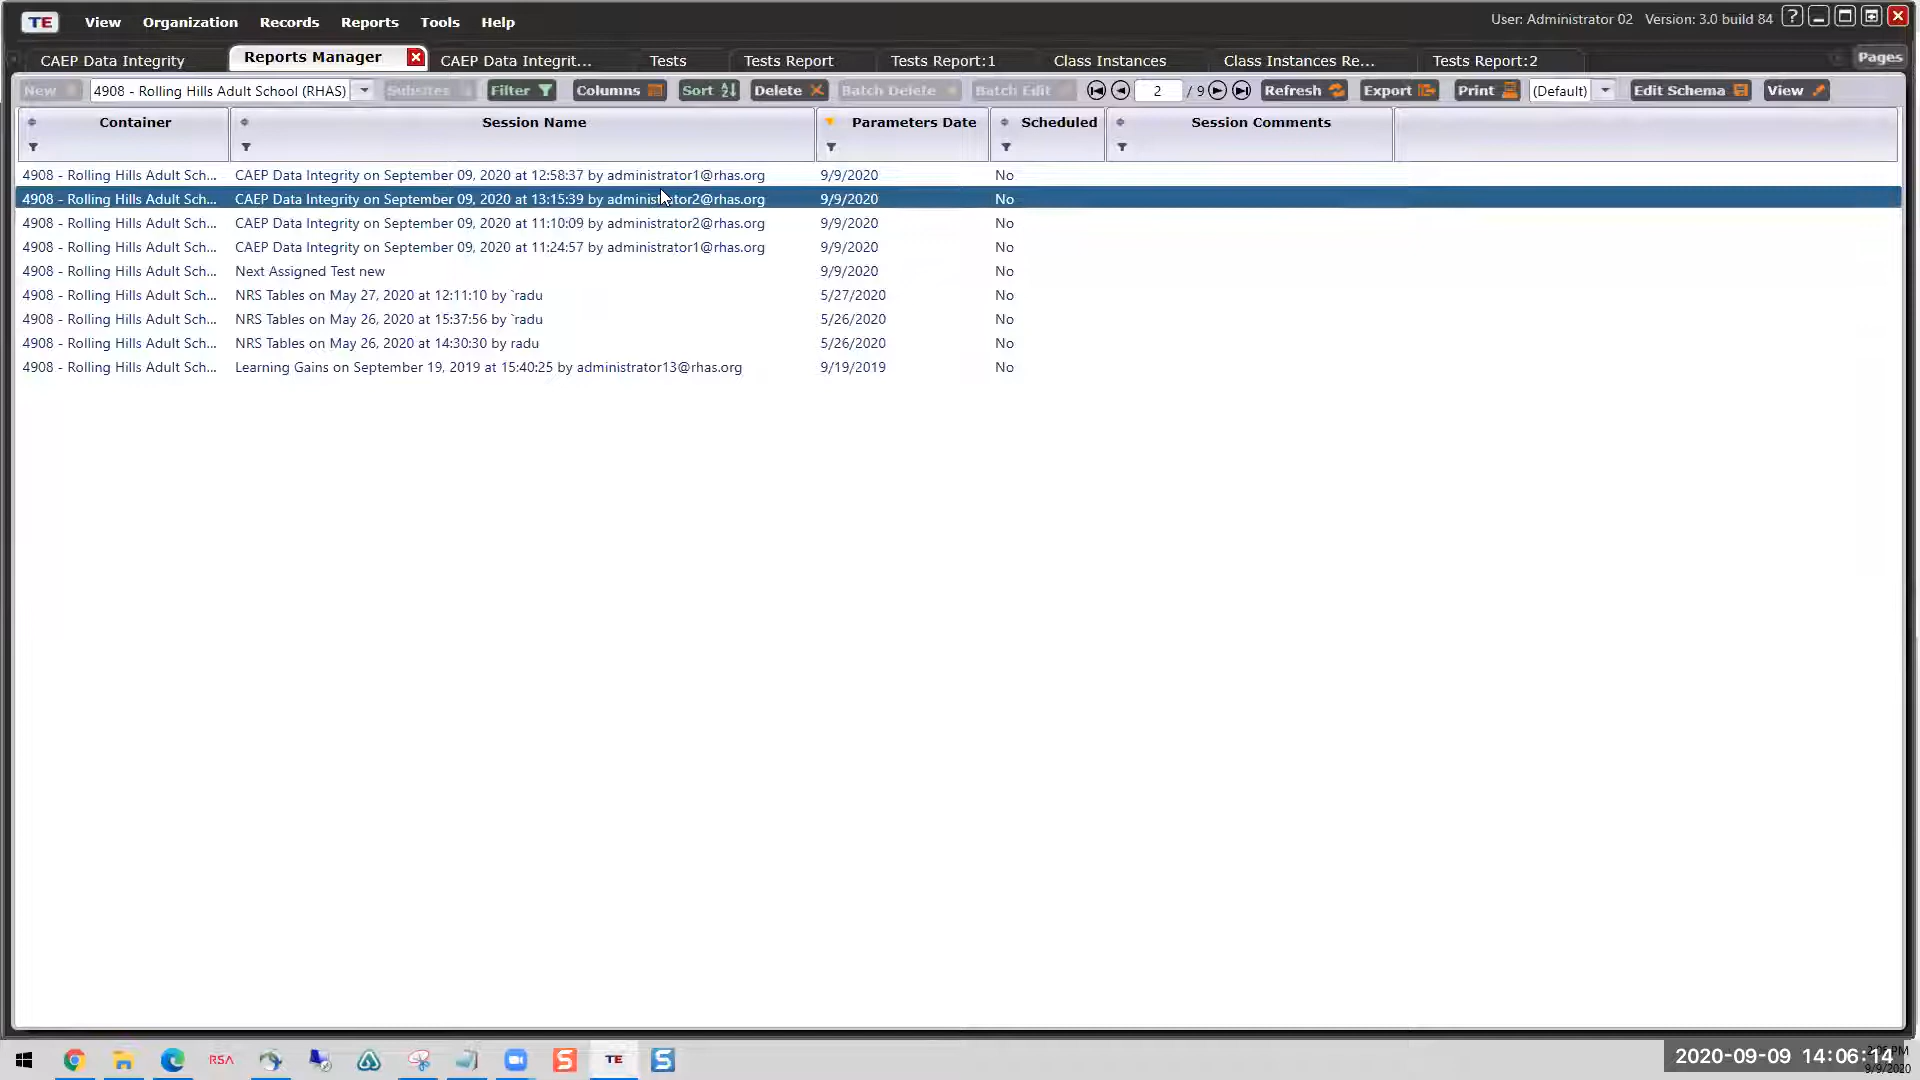 TE View Organization Records Reports Tools Help User: Administrator 02 Version: 3.0 build 84 ?
CAEP Data Integrity Reports Manager CAEP Data Integrit... Tests Tests Report Tests Report:1 Class Instances Class Instances Re... Tests Report:2 Pages
New 4908 - Rolling Hills Adult School (RHAS) Subsites Filter Columns Sort Delete Batch Delete Batch Edit 2 / 9 Refresh Export Print (Default) Edit Schema View
Container Session Name Parameters Date Scheduled Session Comments
4908 - Rolling Hills Adult Sch... CAEP Data Integrity on September 09, 2020 at 12:58:37 by administrator1@rhas.org 9/9/2020 No
4908 - Rolling Hills Adult Sch... CAEP Data Integrity on September 09, 2020 at 13:15:39 by administrator2@rhas.org 9/9/2020 No
4908 - Rolling Hills Adult Sch... CAEP Data Integrity on September 09, 2020 at 11:10:09 by administrator2@rhas.org 9/9/2020 No
4908 - Rolling Hills Adult Sch... CAEP Data Integrity on September 09, 2020 at 11:24:57 by administrator1@rhas.org 9/9/2020 No
4908 - Rolling Hills Adult Sch... Next Assigned Test new 9/9/2020 No
4908 - Rolling Hills Adult Sch... NRS Tables on May 27, 2020 at 12:11:10 by `radu 5/27/2020 No
4908 - Rolling Hills Adult Sch... NRS Tables on May 26, 2020 at 15:37:56 by `radu 5/26/2020 No
4908 - Rolling Hills Adult Sch... NRS Tables on May 26, 2020 at 14:30:30 by radu 5/26/2020 No
4908 - Rolling Hills Adult Sch... Learning Gains on September 19, 2019 at 15:40:25 by administrator13@rhas.org 9/19/2019 No
RSA S TE S 2020-09-09 14:06:14
9/9/2020